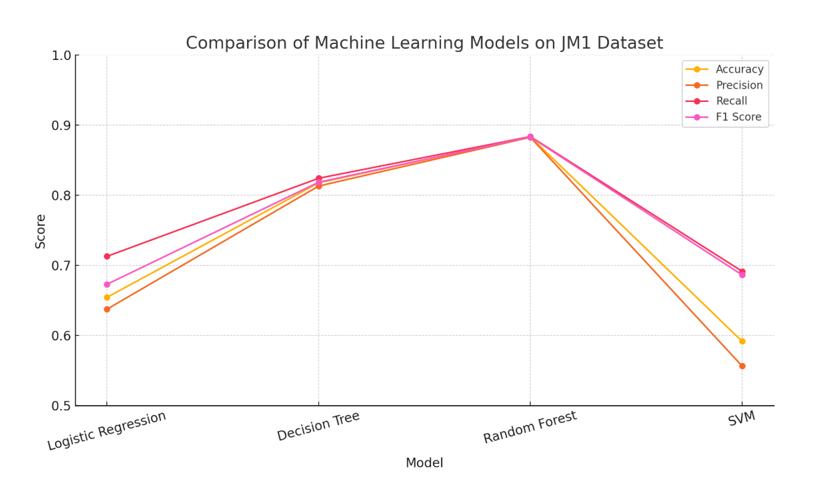 Comparison of Machine Learning Models on JM1 Dataset
Accuracy
Precision
Recall
F1 Score
1.0
0.9
0.8
0.7
0.6
0.5
Score
Logistic Regression
Decision Tree
Random Forest
SVM
Model